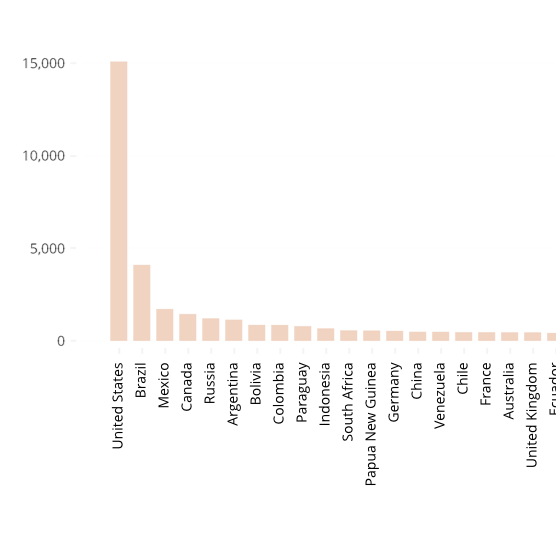 15,000
10,000
5,000
0
United States
Brazil
Mexico
Canada
Russia
Argentina
Bolivia
Colombia
Paraguay
Indonesia
South Africa
Papua New Guinea
Germany
China
Venezuela
Chile
France
Australia
United Kingdom
Ecuador